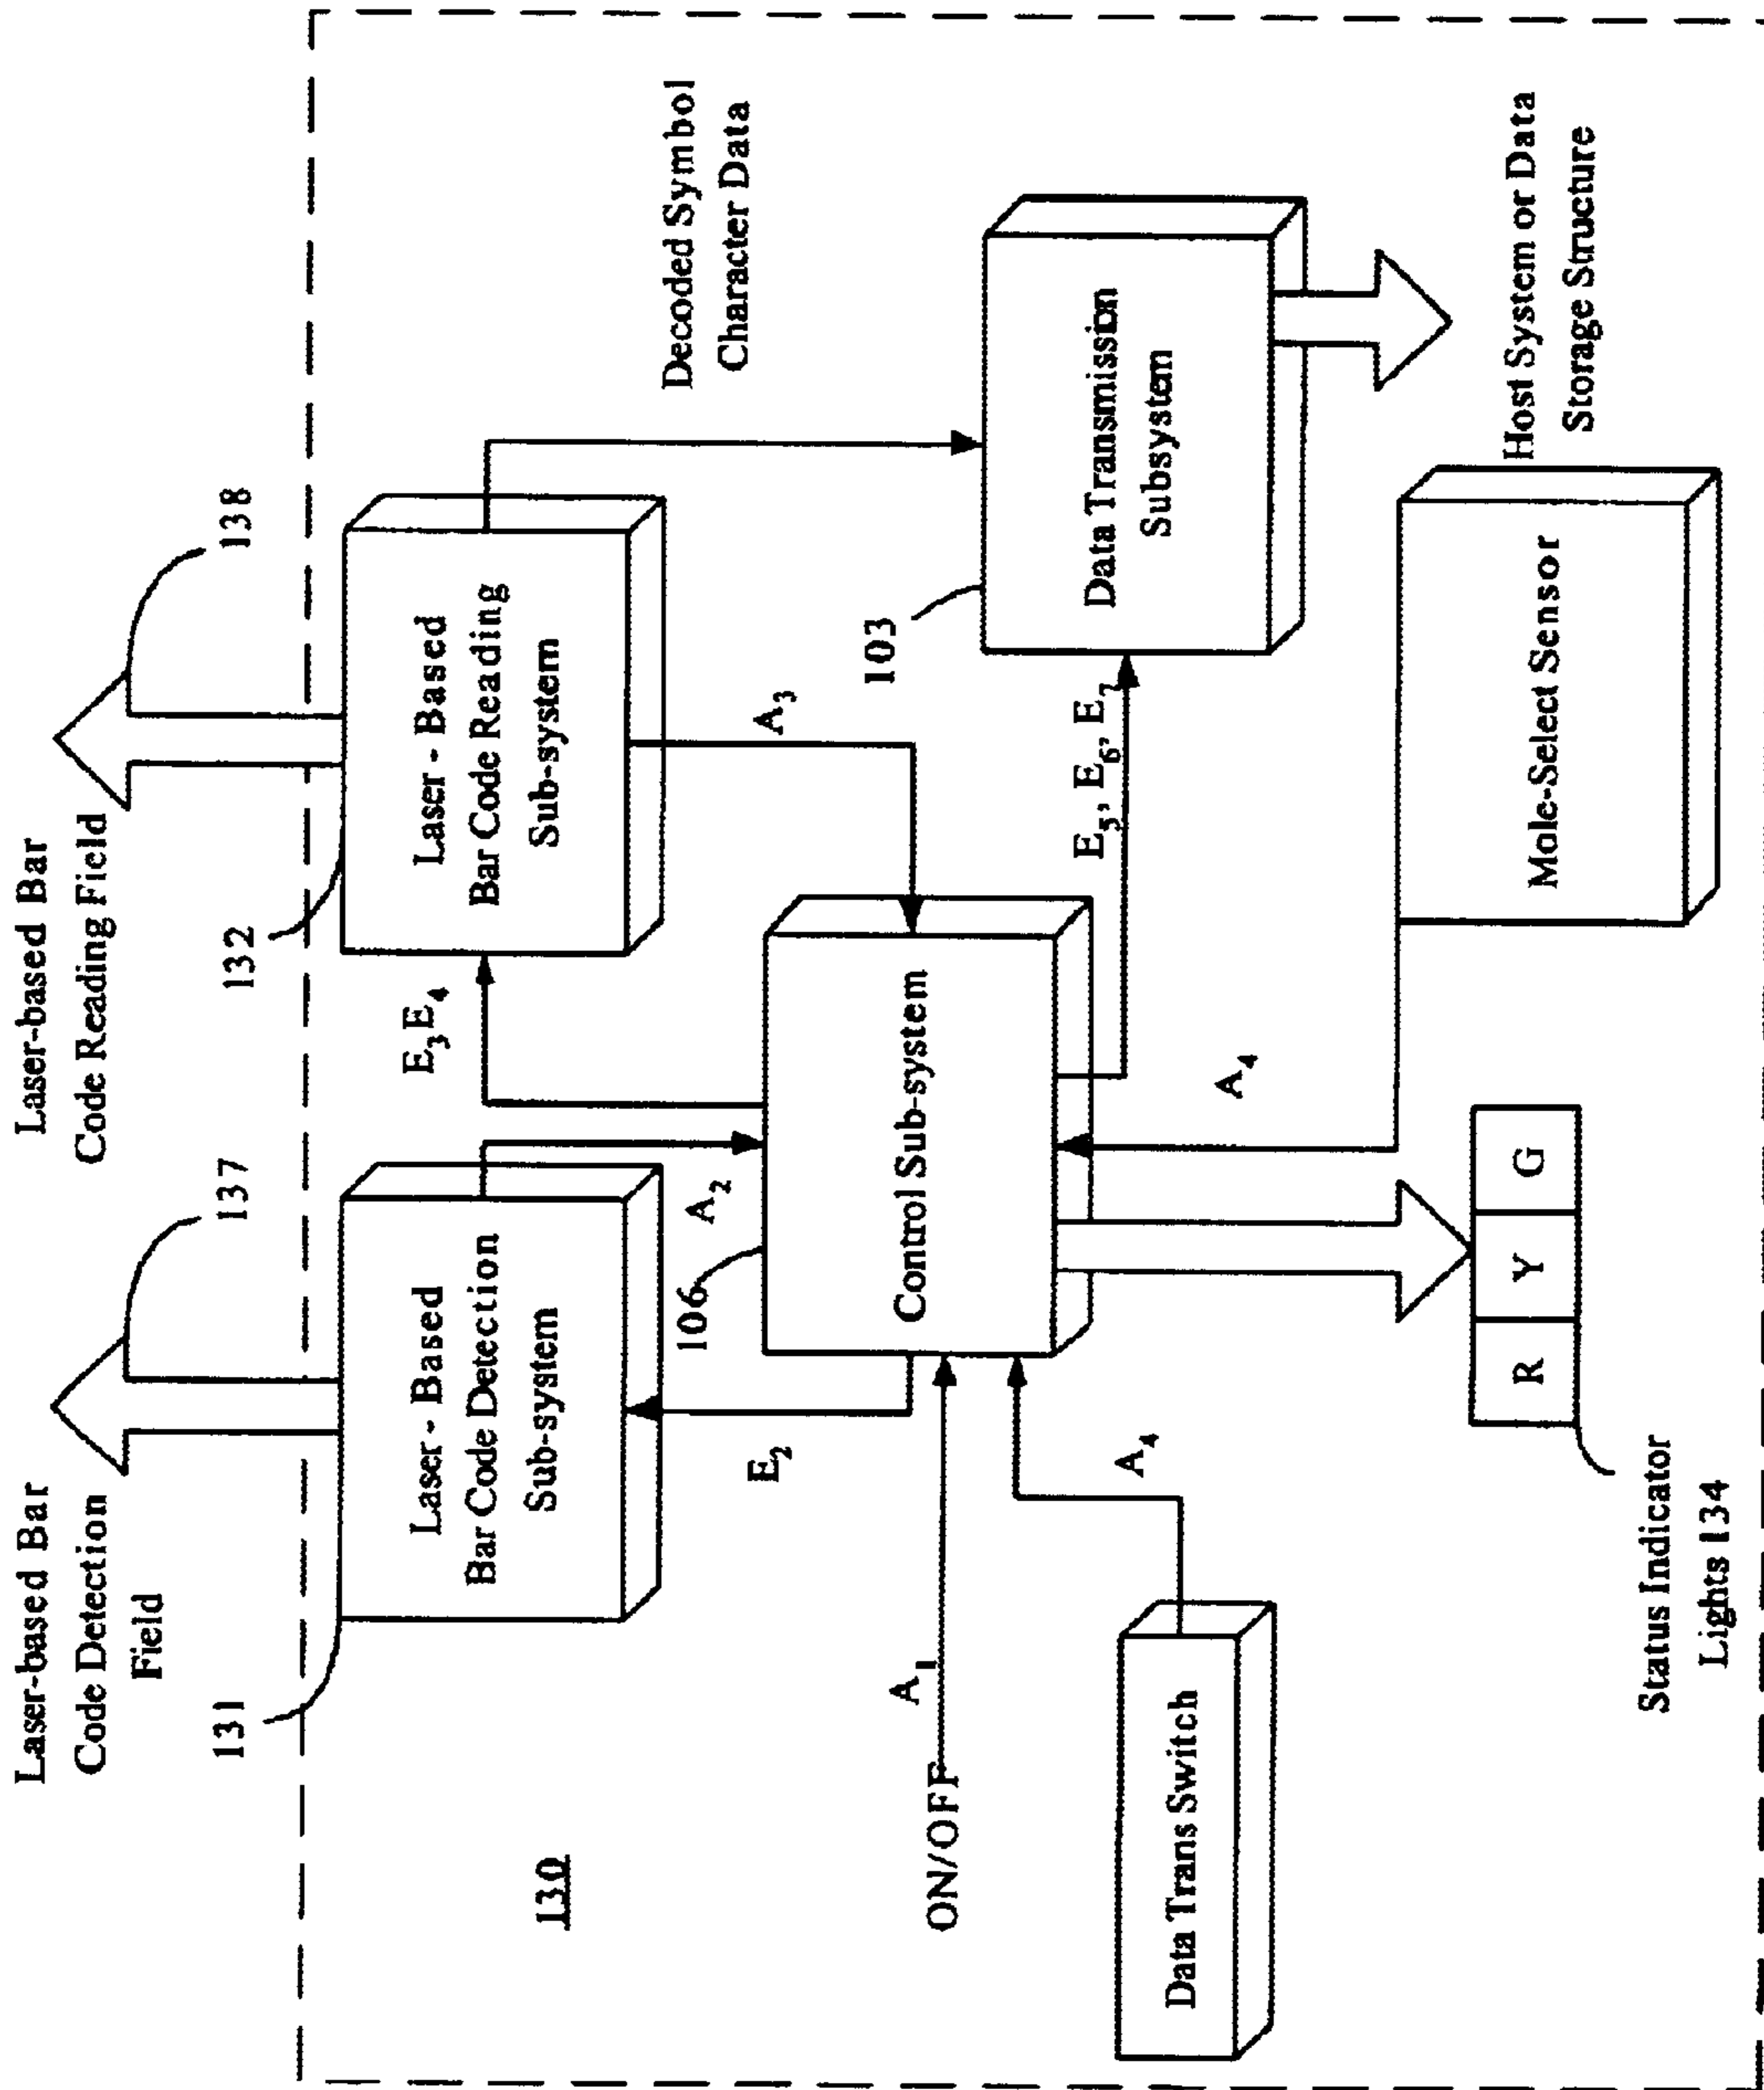 Laser-based Bar
Code Detection
Field
Laser-based Bar
Code Reading Field
137
138
131
132
130
Laser - Based
Bar Code Detection
Sub-system
Laser - Based
Bar Code Reading
Sub-system
Decoded Symbol
Character Data
E₃E₄
A₂
106
A₃
E₂
A₁
ON/OFF
Control Sub-system
103
E₅, E₆, E₇
Data Transmission
Subsystem
A₄
Data Trans Switch
A₄
R Y G
Status Indicator
Lights 134
Mole-Select Sensor
Host System or Data
Storage Structure